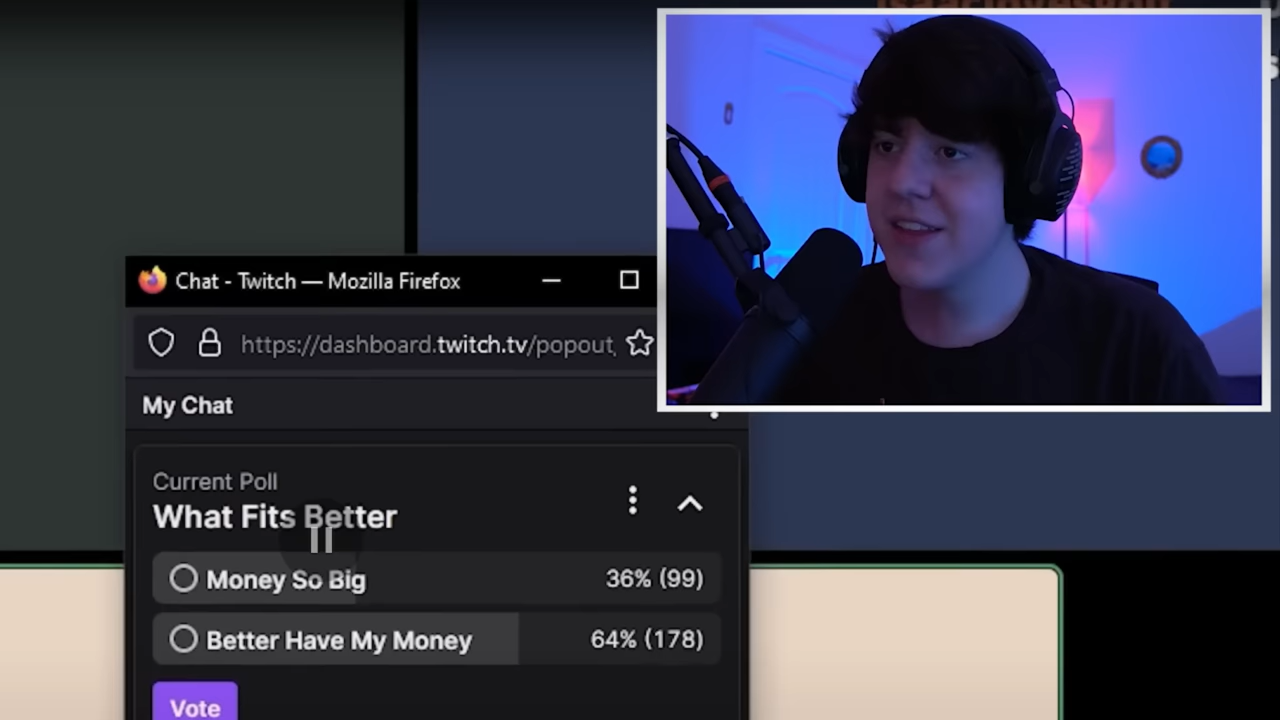 Chat - Twitch — Mozilla Firefox
https://dashboard.twitch.tv/popout
My Chat
Current Poll
What Fits Better
Money So Big 36% (99)
Better Have My Money 64% (178)
Vote